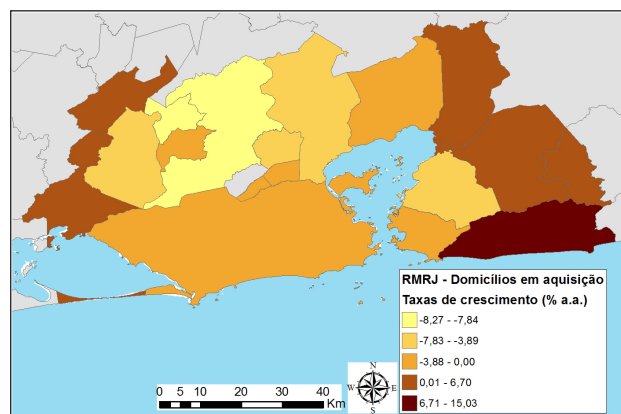 RMRJ - Domicílios em aquisição
Taxas de crescimento (% a.a.)
-8,27 - -7,84
-7,83 - -3,89
-3,88 - 0,00
0,01 - 6,70
6,71 - 15,03
N
W E
S
0 5 10 20 30 40
Km